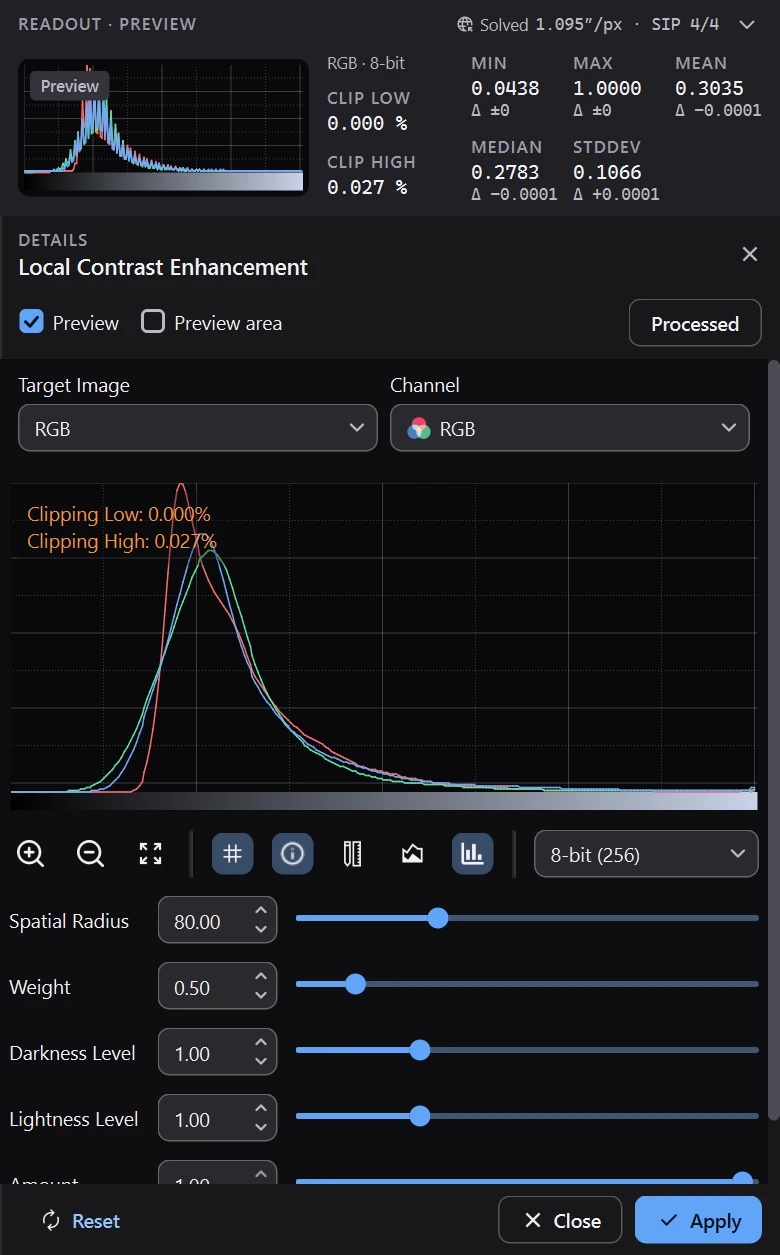 READOUT · PREVIEW
Solved 1.095″/px · SIP 4/4
Preview
RGB · 8-bit
CLIP LOW
0.000 %
CLIP HIGH
0.027 %
MIN
0.0438
Δ ±0
MAX
1.0000
Δ ±0
MEAN
0.3035
Δ −0.0001
MEDIAN
0.2783
Δ −0.0001
STDDEV
0.1066
Δ +0.0001
DETAILS
Local Contrast Enhancement
Preview
Preview area
Processed
Target Image
Channel
RGB
RGB
Clipping Low: 0.000%
Clipping High: 0.027%
8-bit (256)
Spatial Radius
80.00
Weight
0.50
Darkness Level
1.00
Lightness Level
1.00
Amount
1.00
Reset
Close
Apply